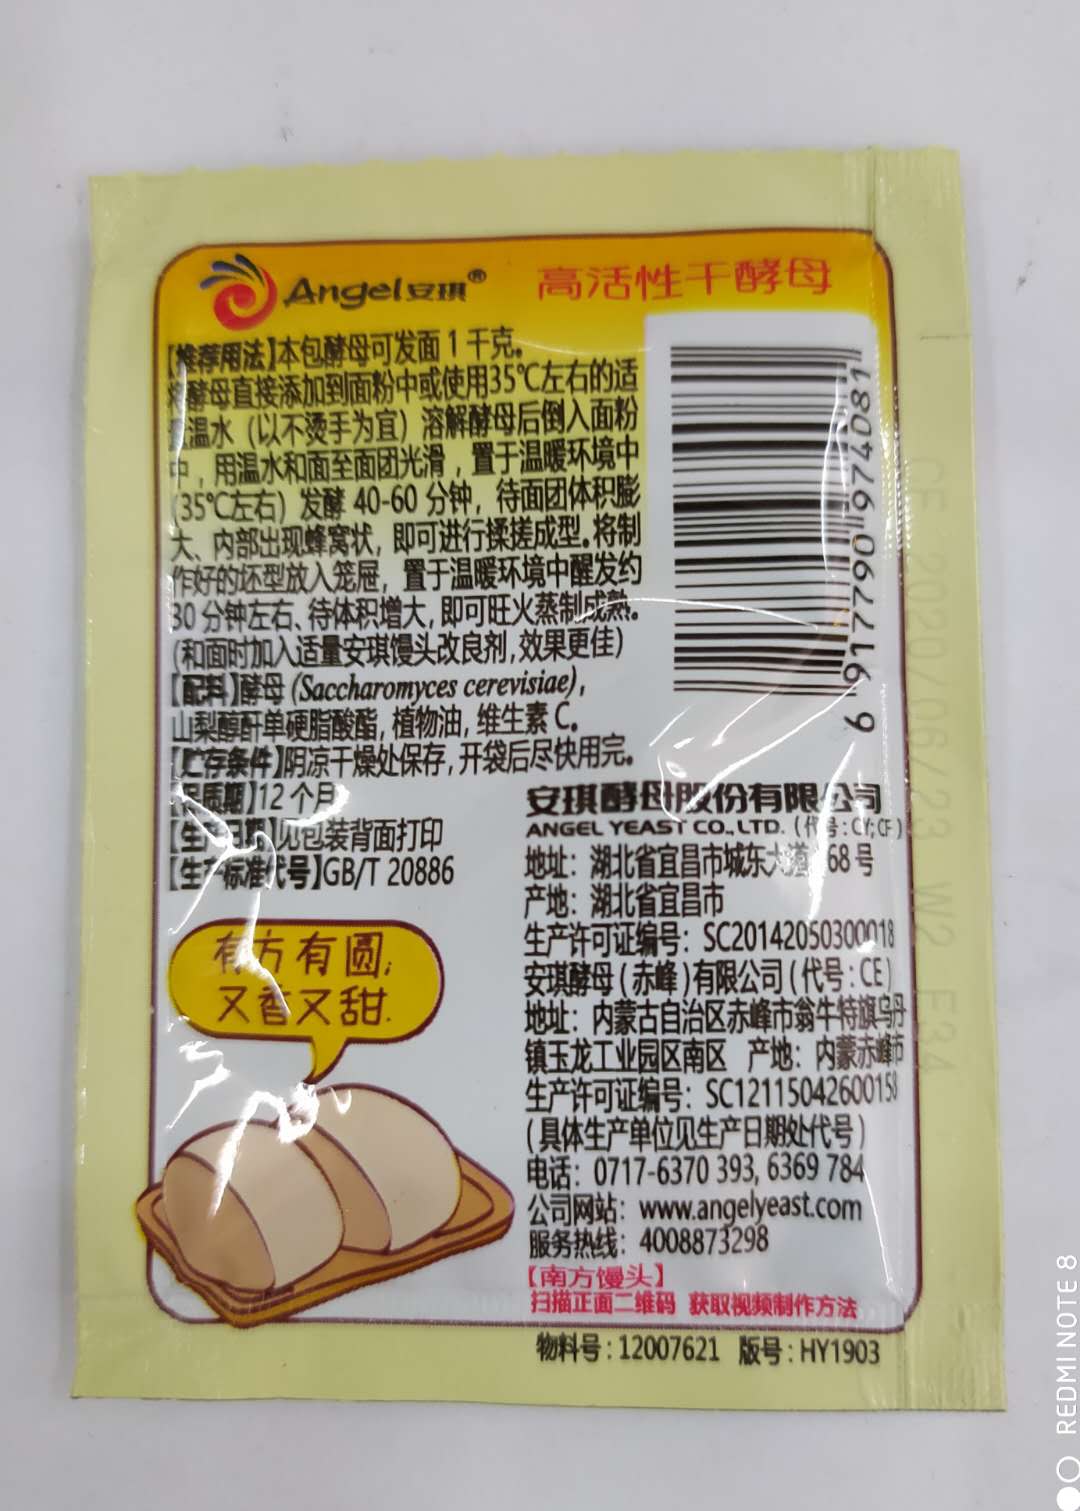 Angel安琪® 高活性干酵母
【推荐用法】本包酵母可发面1千克。
将酵母直接添加到面粉中或使用35℃左右的适
温水（以不烫手为宜）溶解酵母后倒入面粉
中，用温水和面至面团光滑，置于温暖环境中
(35℃左右）发酵 40-60 分钟，待面团体积膨
大、内部出现蜂窝状，即可进行揉搓成型。将制
作好的坯型放入笼屉，置于温暖环境中醒发约
30分钟左右、待体积增大，即可旺火蒸制成熟。
(和面时加入适量安琪馒头改良剂，效果更佳)
【配料】酵母 (Saccharomyces cerevisiae)，
山梨醇酐单硬脂酸酯，植物油，维生素C。
【贮存条件】阴凉干燥处保存，开袋后尽快用完。
【保质期】12个月
【生产日期】见包装背面打印
【生产标准代号】GB/T 20886
有方有圆；
又香又甜.
6 917790 974081
安琪酵母股份有限公司
ANGEL YEAST CO.,LTD.（代号:CY;CF）
地址：湖北省宜昌市城东大道168号
产地：湖北省宜昌市
生产许可证编号：SC20142050300018
安琪酵母(赤峰)有限公司(代号:CE)
地址：内蒙古自治区赤峰市翁牛特旗乌丹
镇玉龙工业园区南区 产地：内蒙赤峰市
生产许可证编号：SC12115042600158
(具体生产单位见生产日期处代号)
电话：0717-6370 393, 6369 784
公司网站：www.angelyeast.com
服务热线：4008873298
【南方馒头】
扫描正面二维码 获取视频制作方法
物料号:12007621 版号:HY1903
CF 2020/06/23 W2 F34
REDMI NOTE 8